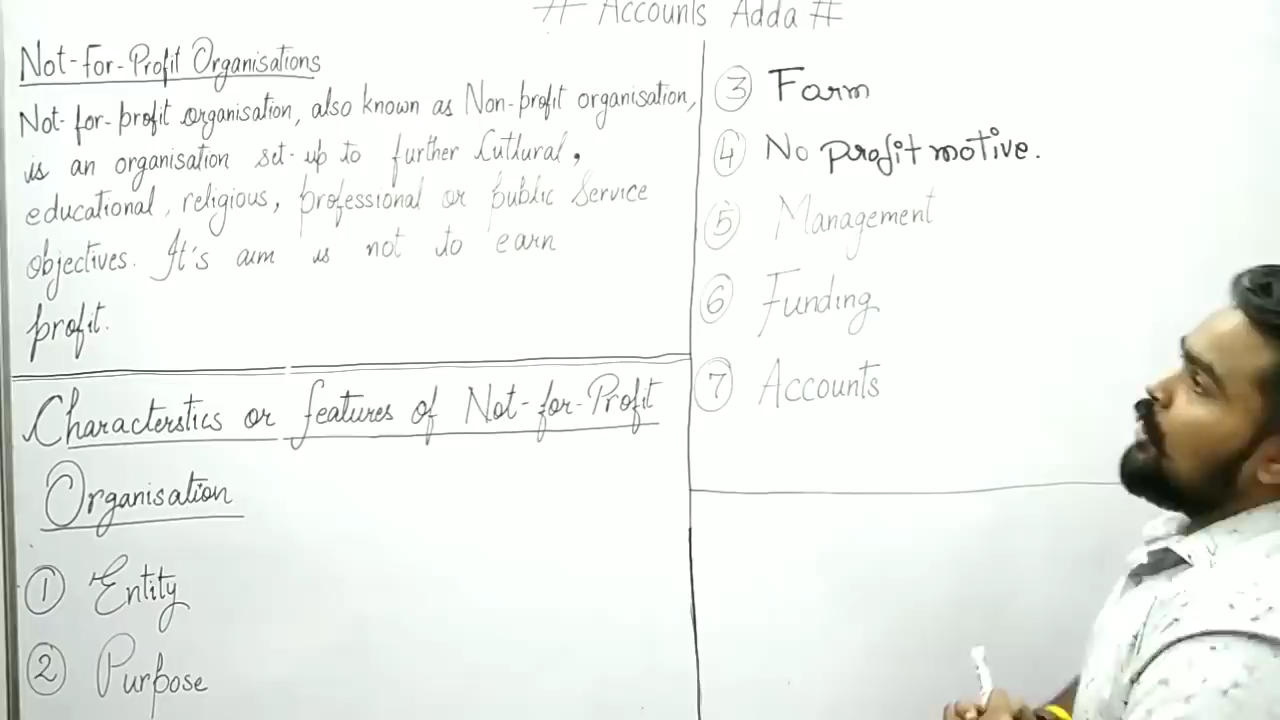 # Accounts Adda #
Not-For-Profit Organisations
Not-for-profit organisation, also known as Non-profit organisation,
is an organisation set-up to further Cutlural,
educational, religious, professional or public Service
objectives. It's aim is not to earn
profit.
Characterstics or features of Not-for-Profit
Organisation
① Entity
② Purpose
③ Farm
④ No profit motive.
⑤ Management
⑥ Funding
⑦ Accounts